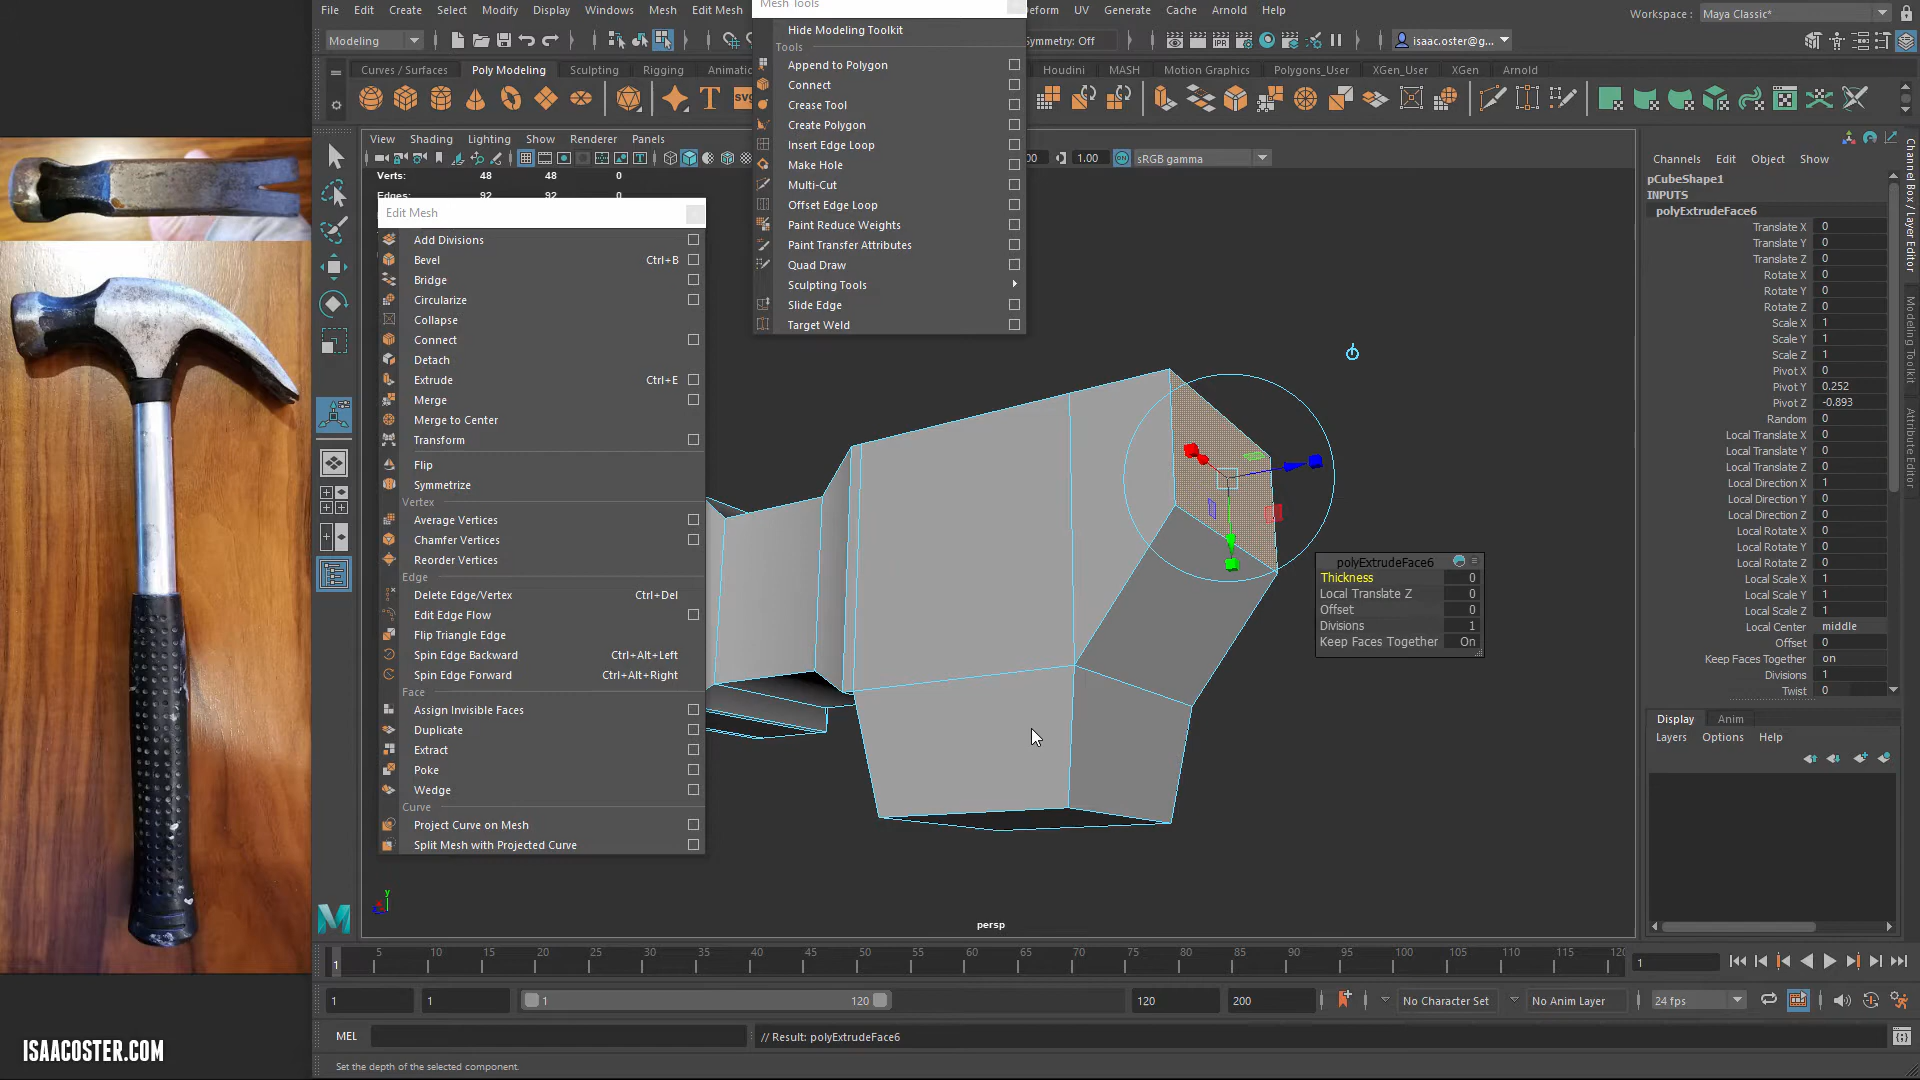 File Edit Create Select Modify Display Windows Mesh Edit Mesh
Mesh Tools
UV Generate Cache Arnold Help
Workspace : Maya Classic*
Modeling
Symmetry: Off
isaac.oster@g...
Curves / Surfaces Poly Modeling Sculpting Rigging Houdini MASH Motion Graphics Polygons_User XGen_User XGen Arnold
View Shading Lighting Show Renderer Panels
1.00 sRGB gamma
Verts: 48 48 0
Edges: 92 92 0
Hide Modeling Toolkit
Tools
Append to Polygon
Connect
Crease Tool
Create Polygon
Insert Edge Loop
Make Hole
Multi-Cut
Offset Edge Loop
Paint Reduce Weights
Paint Transfer Attributes
Quad Draw
Sculpting Tools
Slide Edge
Target Weld
Edit Mesh
Add Divisions
Bevel Ctrl+B
Bridge
Circularize
Collapse
Connect
Detach
Extrude Ctrl+E
Merge
Merge to Center
Transform
Flip
Symmetrize
Vertex
Average Vertices
Chamfer Vertices
Reorder Vertices
Edge
Delete Edge/Vertex Ctrl+Del
Edit Edge Flow
Flip Triangle Edge
Spin Edge Backward Ctrl+Alt+Left
Spin Edge Forward Ctrl+Alt+Right
Face
Assign Invisible Faces
Duplicate
Extract
Poke
Wedge
Curve
Project Curve on Mesh
Split Mesh with Projected Curve
polyExtrudeFace6
Thickness 0
Local Translate Z 0
Offset 0
Divisions 1
Keep Faces Together On
persp
Channels Edit Object Show
pCubeShape1
INPUTS
polyExtrudeFace6
Translate X 0
Translate Y 0
Translate Z 0
Rotate X 0
Rotate Y 0
Rotate Z 0
Scale X 1
Scale Y 1
Scale Z 1
Pivot X 0
Pivot Y 0.252
Pivot Z -0.893
Random 0
Local Translate X 0
Local Translate Y 0
Local Translate Z 0
Local Direction X 1
Local Direction Y 0
Local Direction Z 0
Local Rotate X 0
Local Rotate Y 0
Local Rotate Z 0
Local Scale X 1
Local Scale Y 1
Local Scale Z 1
Local Center middle
Offset 0
Keep Faces Together on
Divisions 1
Twist 0
Channel Box / Layer Editor
Modeling Toolkit
Attribute Editor
Display Anim
Layers Options Help
1 5 10 15 20 25 30 35 40 45 50 55 60 65 70 75 80 85 90 95 100 105 110 115
1
1 1 1 120 120 200 No Character Set No Anim Layer 24 fps
MEL // Result: polyExtrudeFace6
Set the depth of the selected component.
ISAACOSTER.COM